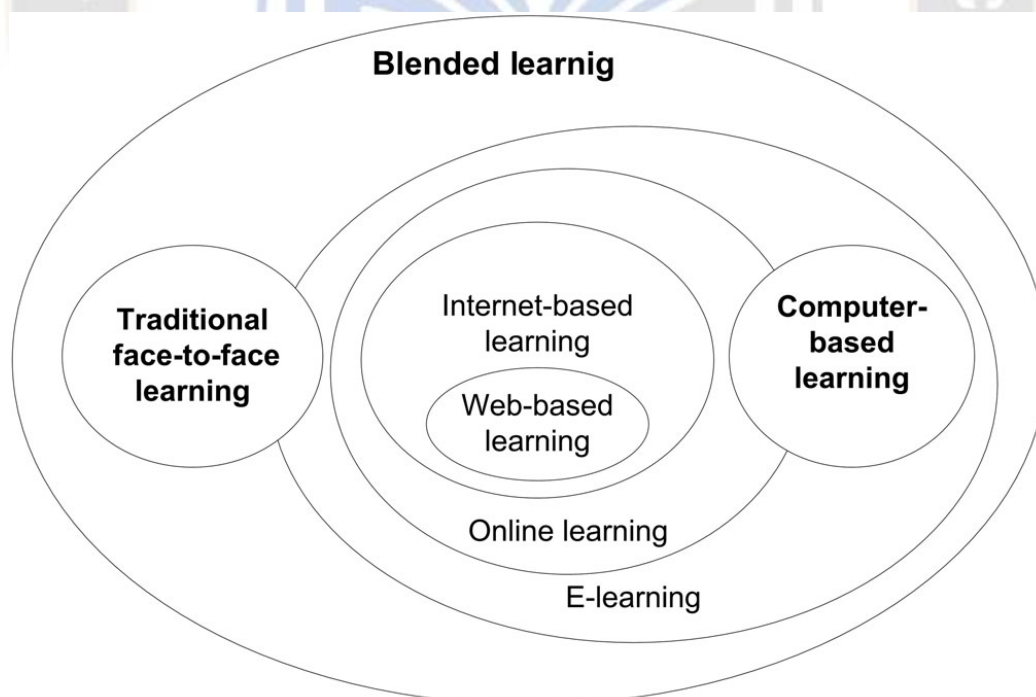 Blended learnig
Traditional
face-to-face
learning
Internet-based
learning
Web-based
learning
Computer-
based
learning
Online learning
E-learning